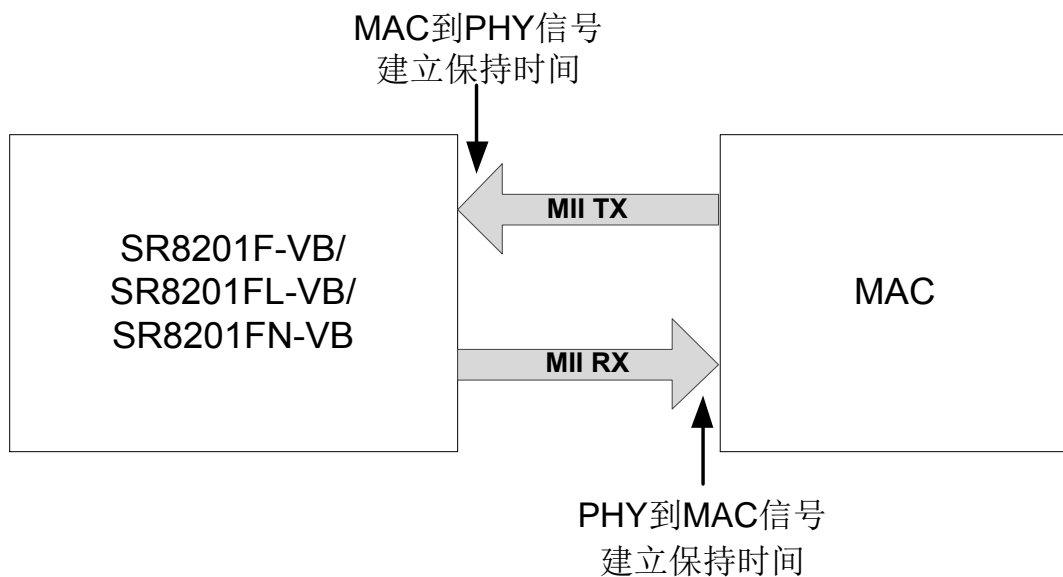 MAC到PHY信号
建立保持时间
MII TX
SR8201F-VB/
SR8201FL-VB/
SR8201FN-VB
MAC
MII RX
PHY到MAC信号
建立保持时间